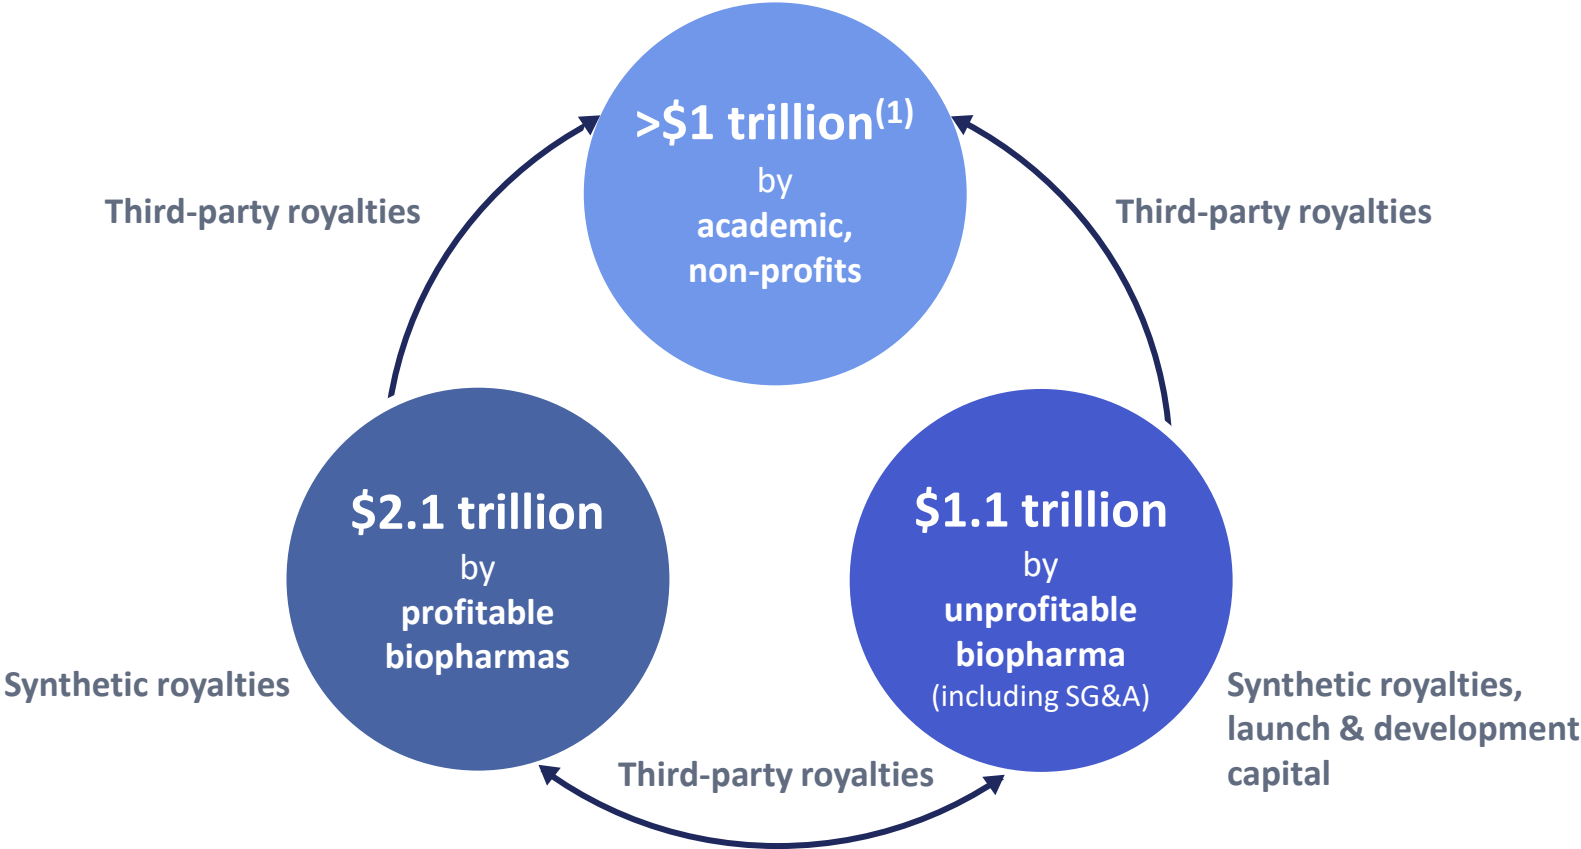 >$1 trillion(1)
by
academic,
non-profits
Third-party royalties
Third-party royalties
$2.1 trillion
by
profitable
biopharmas
$1.1 trillion
by
unprofitable
biopharma
(including SG&A)
Synthetic royalties
Synthetic royalties,
launch & development
capital
Third-party royalties